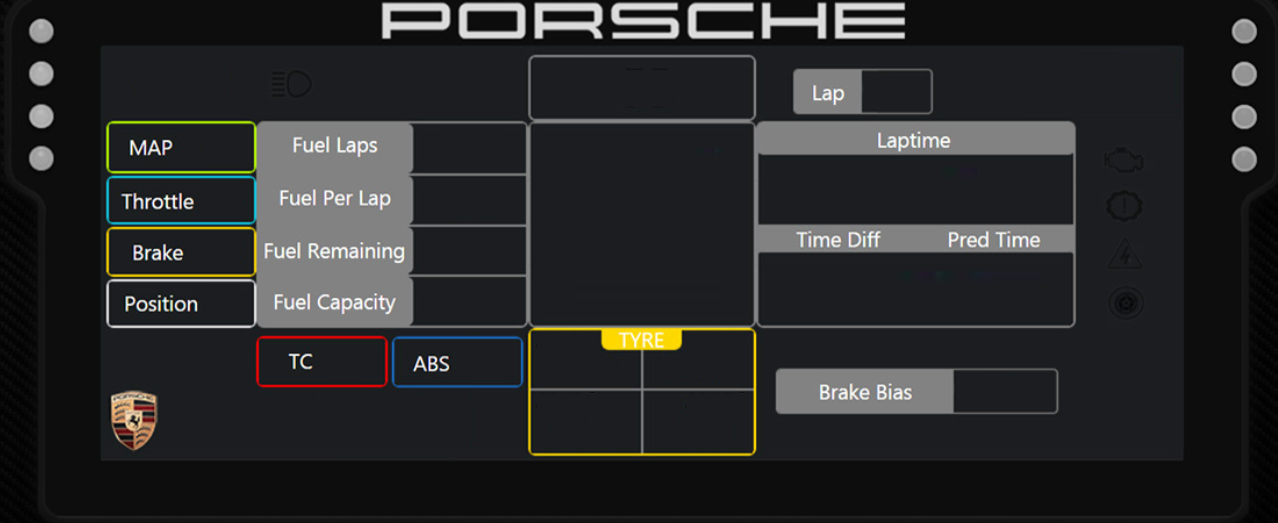 PORSCHE
Lap
MAP
Fuel Laps
Laptime
Throttle
Fuel Per Lap
Brake
Fuel Remaining
Time Diff Pred Time
Position
Fuel Capacity
TYRE
TC
ABS
Brake Bias
PORSCHE